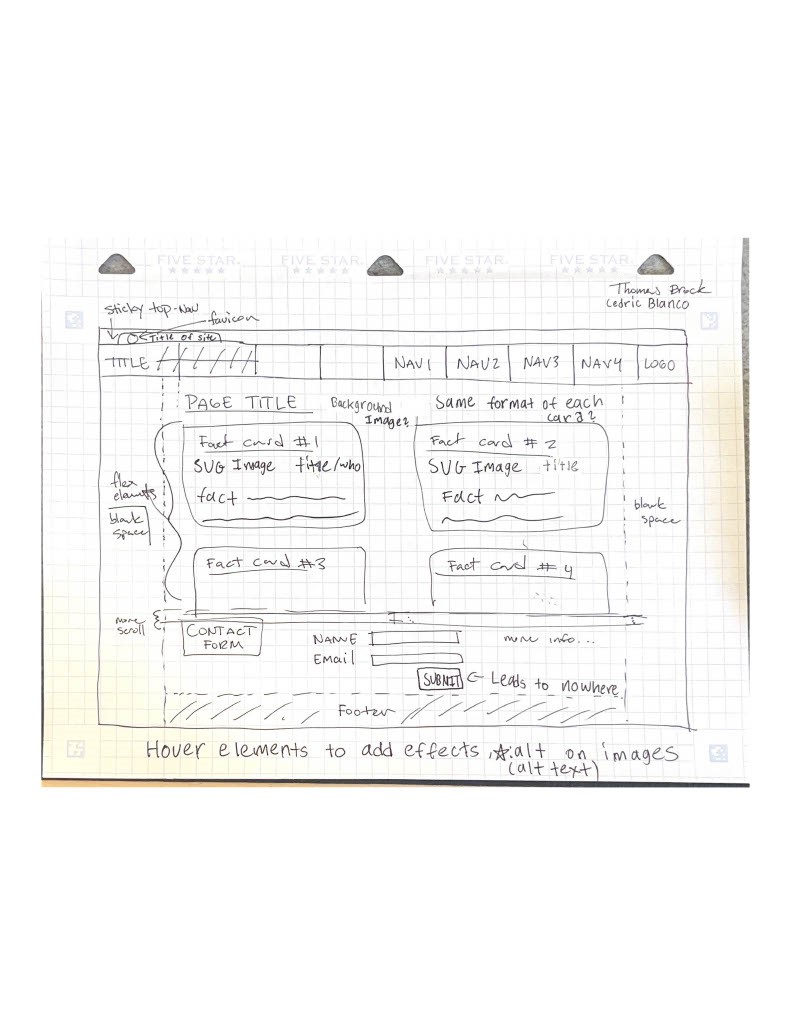 FIVE STAR. FIVE STAR. FIVE STAR. FIVE STAR.
Thomas Brock
Cedric Blanco
sticky top-nav
favicon
Title of site
TITLE NAV1 NAV2 NAV3 NAV4 LOGO
PAGE TITLE
Background
Image?
Same format of each
card?
Fact card #1
SVG Image title/who
fact
Fact card #2
SVG Image title
Fact
flex
elements
blank
space
blank
space
Fact card #3
Fact card #4
more
scroll
CONTACT
FORM
NAME
Email
more info...
SUBMIT Leads to nowhere
Footer
Hover elements to add effects, .alt on images
(alt text)